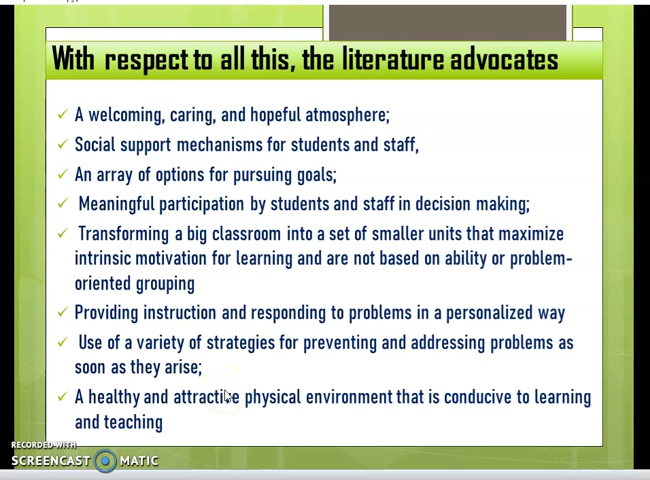 With respect to all this, the literature advocates
A welcoming, caring, and hopeful atmosphere;
Social support mechanisms for students and staff,
An array of options for pursuing goals;
Meaningful participation by students and staff in decision making;
Transforming a big classroom into a set of smaller units that maximize
intrinsic motivation for learning and are not based on ability or problem-
oriented grouping
Providing instruction and responding to problems in a personalized way
Use of a variety of strategies for preventing and addressing problems as
soon as they arise;
A healthy and attractive physical environment that is conducive to learning
and teaching
RECORDED WITH
SCREENCAST MATIC